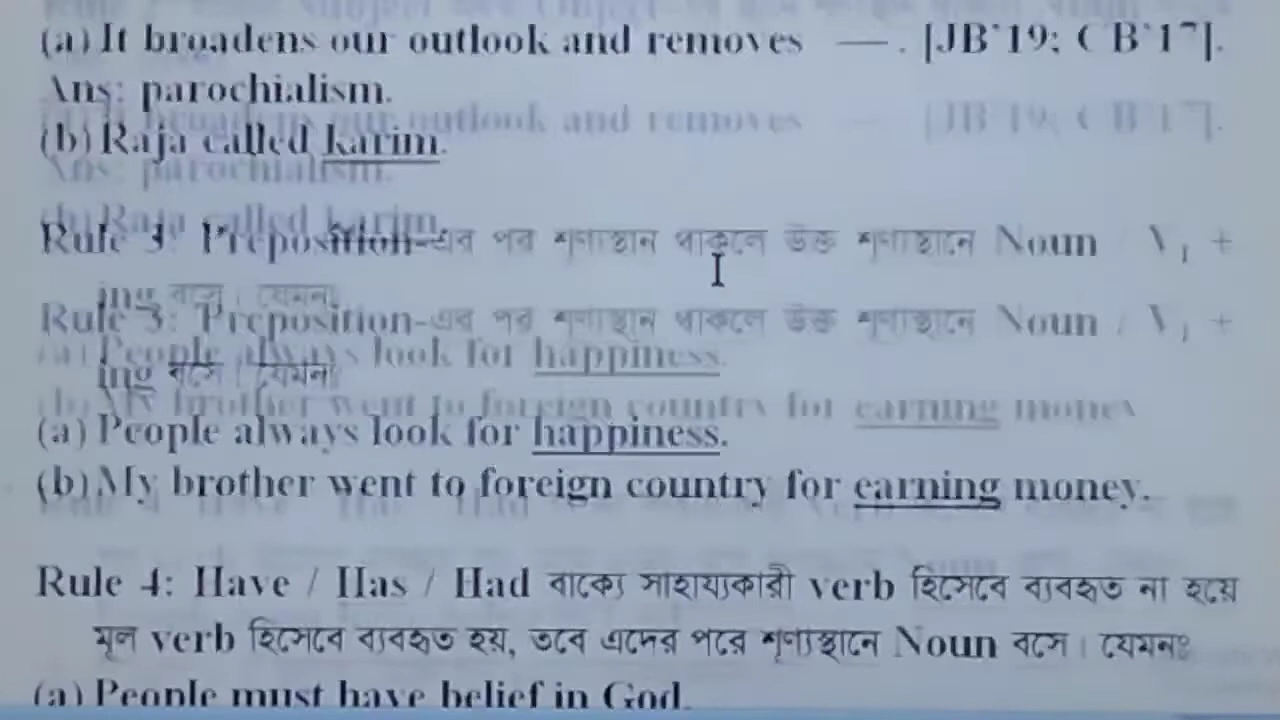 (a) It broadens our outlook and removes — . [JB'19; CB'17].
Ans: parochialism.
(b) Raja called karim.
Rule 3: Preposition-এর পর শূণ্যস্থান থাকলে উক্ত শূণ্যস্থানে Noun / V1 +
ing বসে। যেমনঃ
(a) People always look for happiness.
(b) My brother went to foreign country for earning money.
Rule 4: Have / Has / Had বাক্যে সাহায্যকারী verb হিসেবে ব্যবহৃত না হয়ে
মূল verb হিসেবে ব্যবহৃত হয়, তবে এদের পরে শূণ্যস্থানে Noun বসে। যেমনঃ
(a) People must have belief in God.